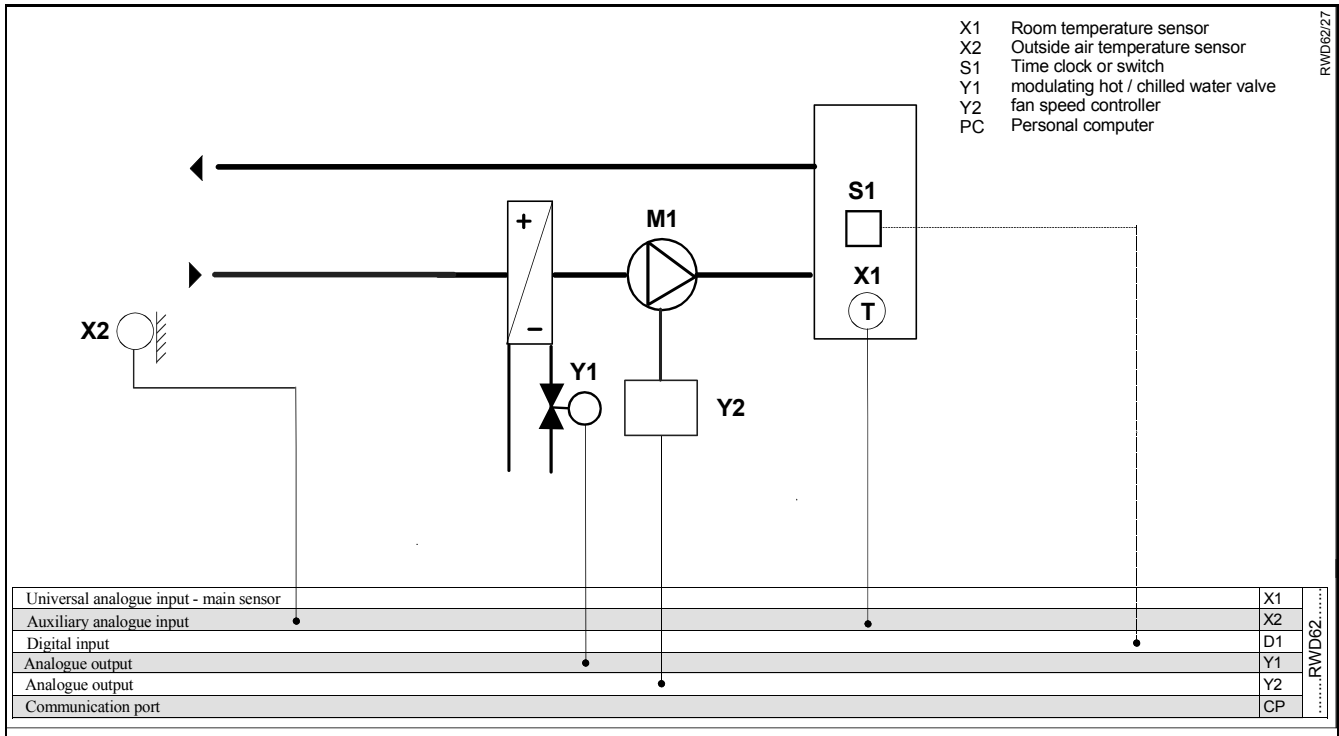 X1 Room temperature sensor
X2 Outside air temperature sensor
S1 Time clock or switch
Y1 modulating hot / chilled water valve
Y2 fan speed controller
PC Personal computer
RWD62/27
S1
+
M1
X1
T
X2
−
Y1
Y2
Universal analogue input - main sensor X1
Auxiliary analogue input X2
Digital input D1
Analogue output Y1
Analogue output Y2
Communication port CP
........RWD62......